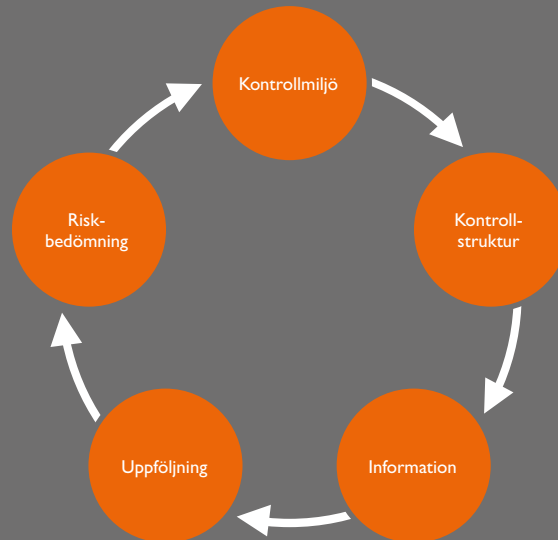 Kontrollmiljö
Kontroll-
struktur
Information
Uppföljning
Risk-
bedömning